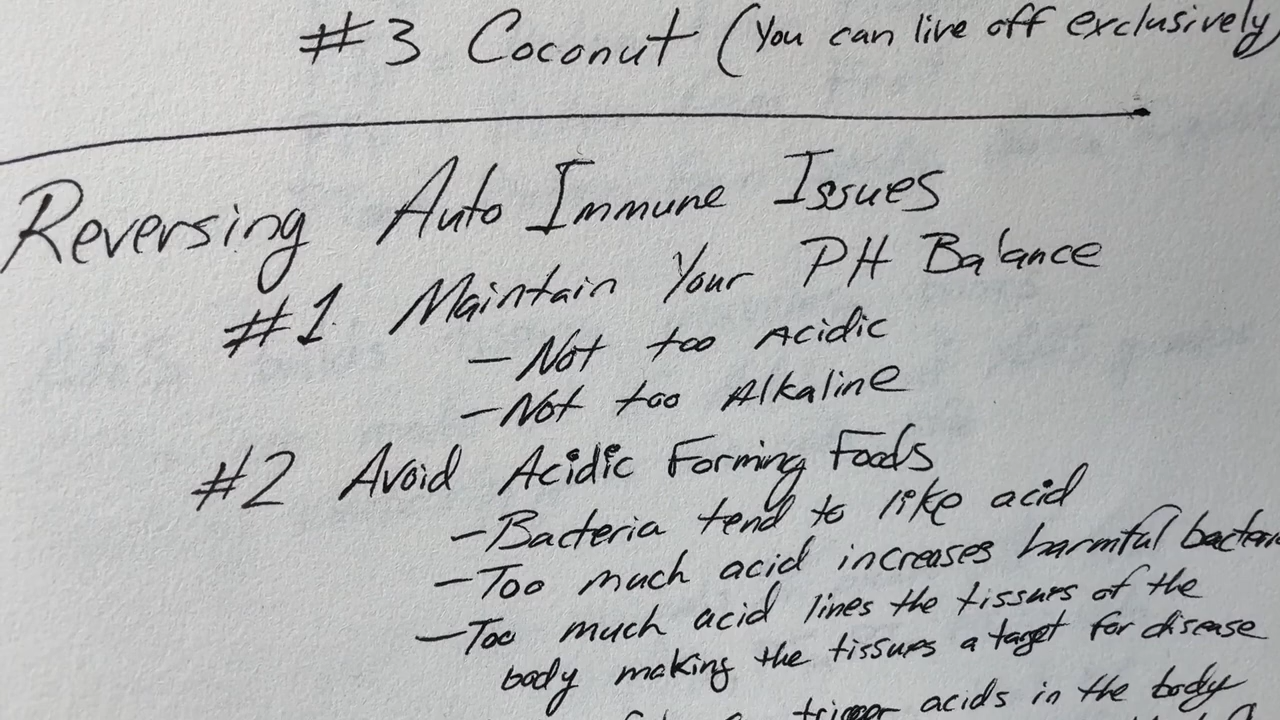 #3 Coconut (You can live off exclusively)
Reversing Auto Immune Issues
#1 Maintain Your PH Balance
- Not too Acidic
- Not too Alkaline
#2 Avoid Acidic Forming Foods
- Bacteria tend to like acid
- Too much acid increases harmful bacteria
- Too much acid lines the tissues of the
body making the tissues a target for disease
trigger acids in the body